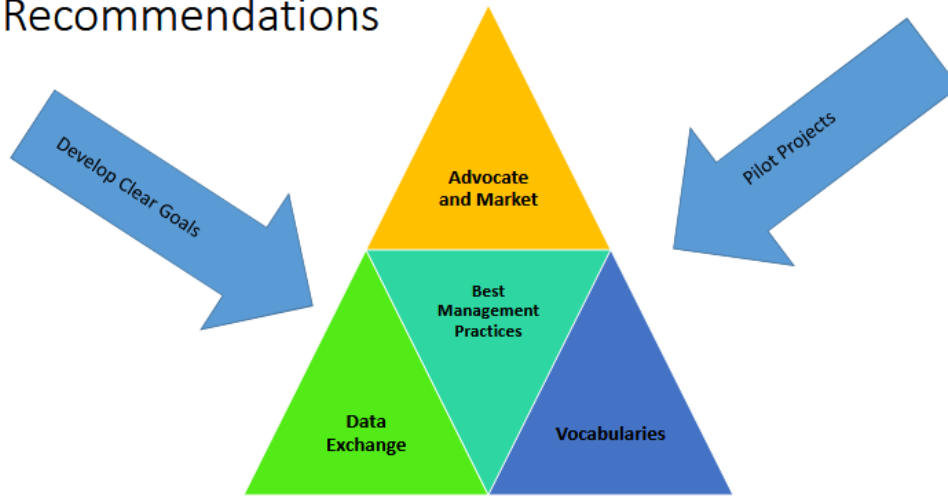 Recommendations
Develop Clear Goals
Pilot Projects
Advocate
and Market
Best
Management
Practices
Data
Exchange
Vocabularies